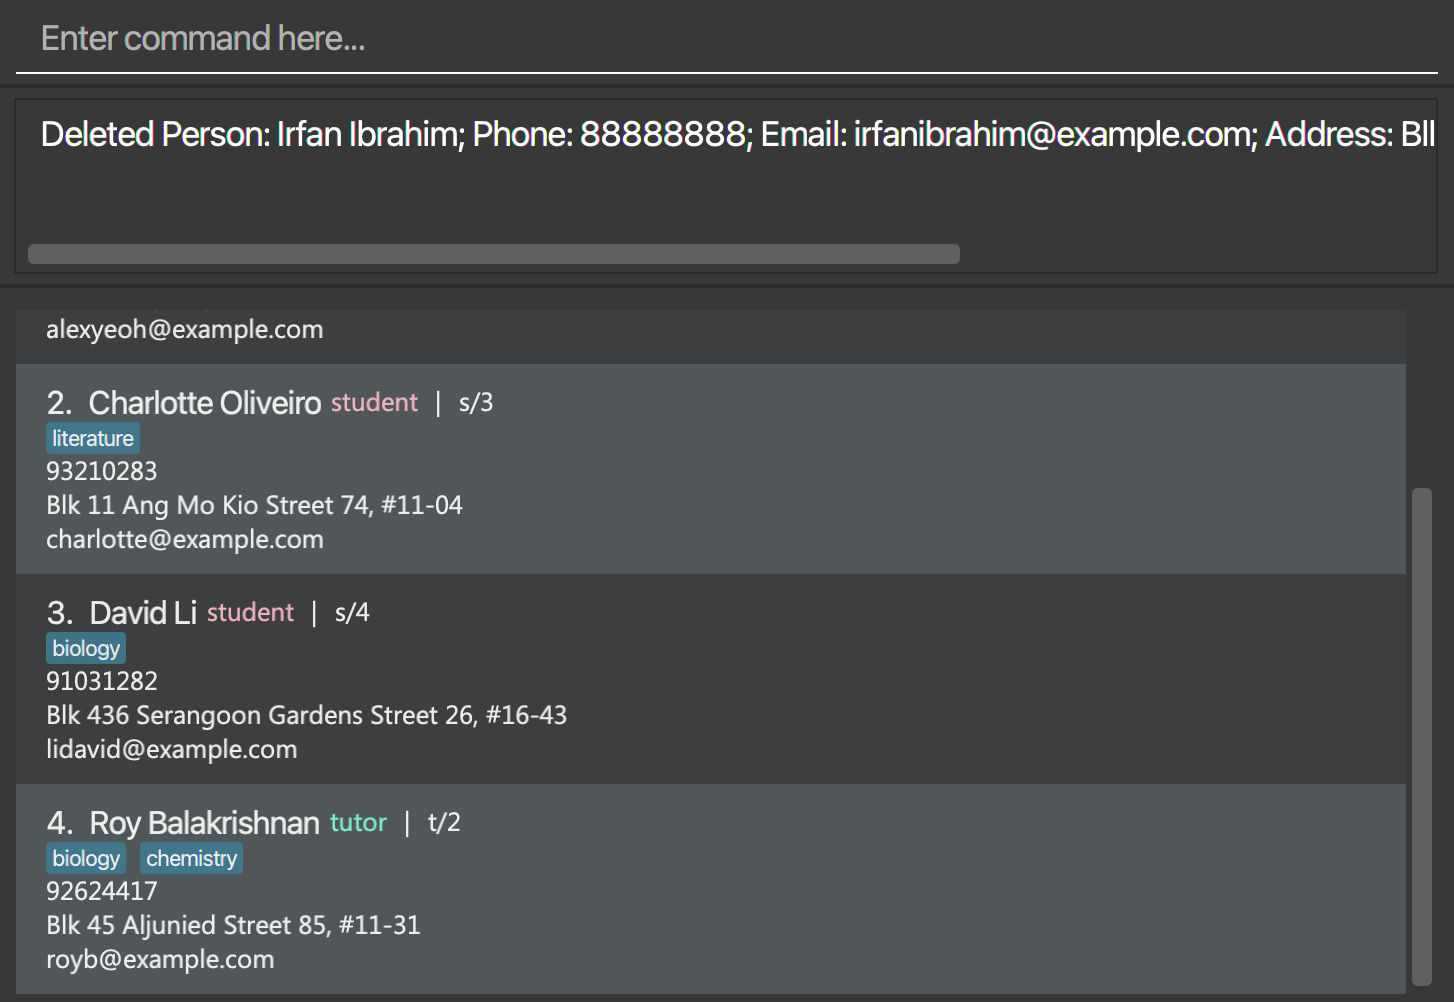 Enter command here...
Deleted Person: Irfan Ibrahim; Phone: 88888888; Email: irfanibrahim@example.com; Address: Bll
alexyeoh@example.com
2. Charlotte Oliveiro student | s/3
literature
93210283
Blk 11 Ang Mo Kio Street 74, #11-04
charlotte@example.com
3. David Li student | s/4
biology
91031282
Blk 436 Serangoon Gardens Street 26, #16-43
lidavid@example.com
4. Roy Balakrishnan tutor | t/2
biology chemistry
92624417
Blk 45 Aljunied Street 85, #11-31
royb@example.com